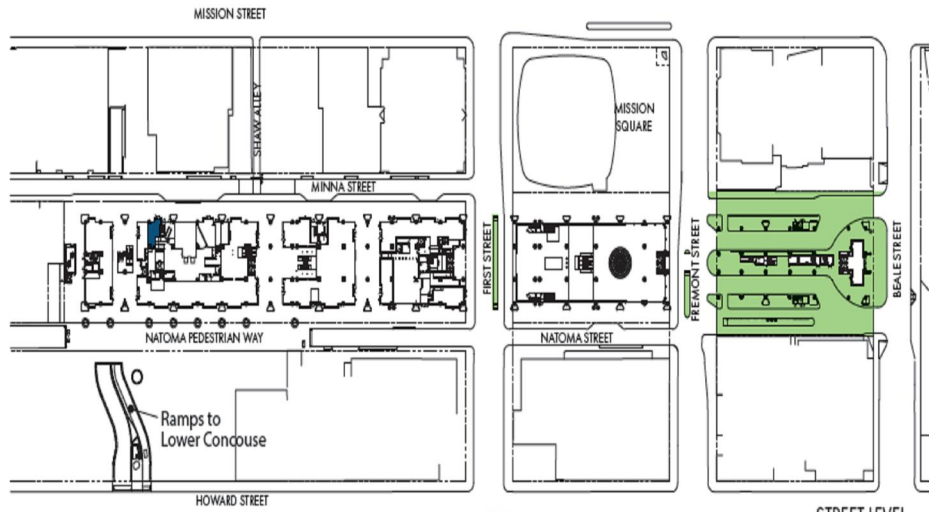 MISSION STREET
SHAW ALLEY
MISSION
SQUARE
MINNA STREET
FIRST STREET
FREMONT STREET
BEALE STREET
NATOMA PEDESTRIAN WAY
NATOMA STREET
Ramps to
Lower Concouse
HOWARD STREET
STREET LEVEL